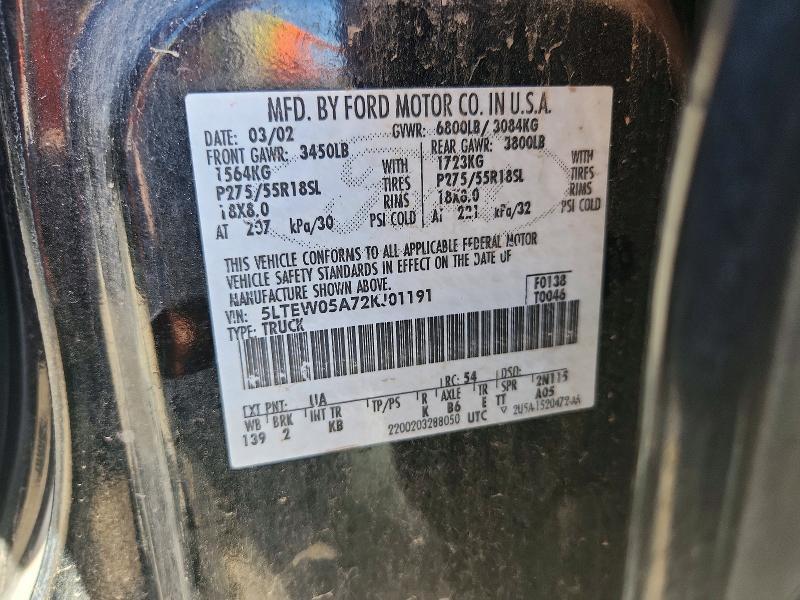 MFD. BY FORD MOTOR CO. IN U.S.A.
DATE: 03/02 GVWR: 6800LB/ 3084KG
FRONT GAWR: 3450LB REAR GAWR: 3800LB
1564KG WITH 1723KG WITH
P275/55R18SL TIRES P275/55R18SL TIRES
18X8.0 RIMS 18X8.0 RIMS
AT 207 kPa/30 PSI COLD AT 221 kPa/32 PSI COLD
THIS VEHICLE CONFORMS TO ALL APPLICABLE FEDERAL MOTOR
VEHICLE SAFETY STANDARDS IN EFFECT ON THE DATE OF
MANUFACTURE SHOWN ABOVE. F0138
VIN: 5LTEW05A72KJ01191 T0046
TYPE: TRUCK
EXT PNT: UA RC: 54 DSO: 2N115
WB BRK INT TR TP/PS R AXLE TR SPR A05
139 2 KB K B6 E TT
2200203288050 UTC